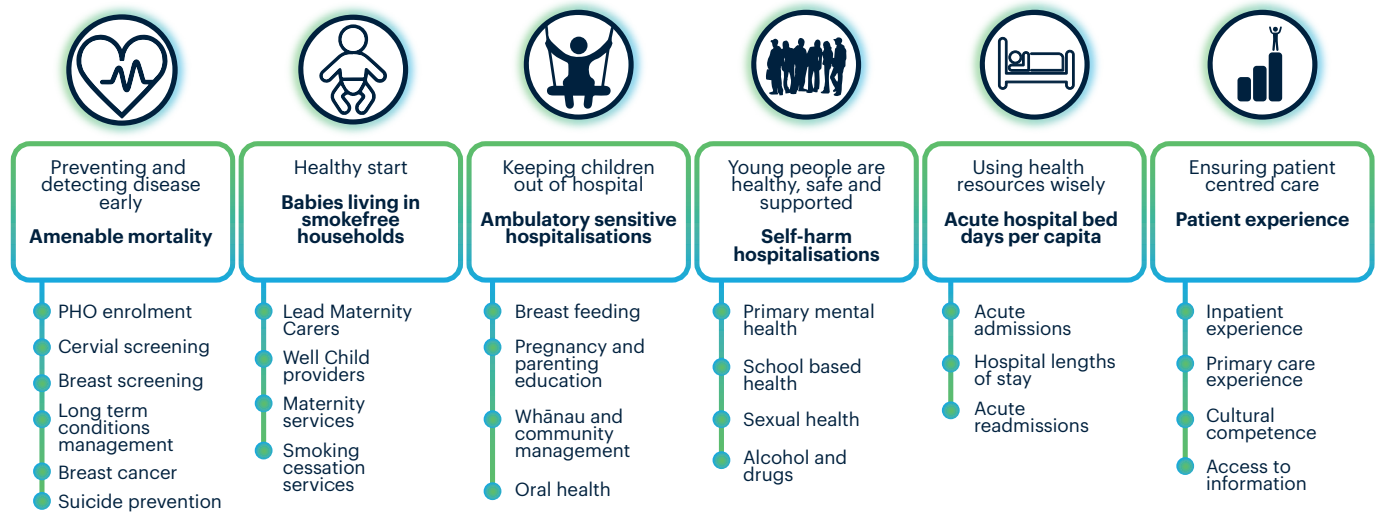 Preventing and
detecting disease
early
Amenable mortality
PHO enrolment
Cervial screening
Breast screening
Long term
conditions
management
Breast cancer
Suicide prevention
Healthy start
Babies living in
smokefree
households
Lead Maternity
Carers
Well Child
providers
Maternity
services
Smoking
cessation
services
Keeping children
out of hospital
Ambulatory sensitive
hospitalisations
Breast feeding
Pregnancy and
parenting
education
Whānau and
community
management
Oral health
Young people are
healthy, safe and
supported
Self-harm
hospitalisations
Primary mental
health
School based
health
Sexual health
Alcohol and
drugs
Using health
resources wisely
Acute hospital bed
days per capita
Acute
admissions
Hospital lengths
of stay
Acute
readmissions
Ensuring patient
centred care
Patient experience
Inpatient
experience
Primary care
experience
Cultural
competence
Access to
information